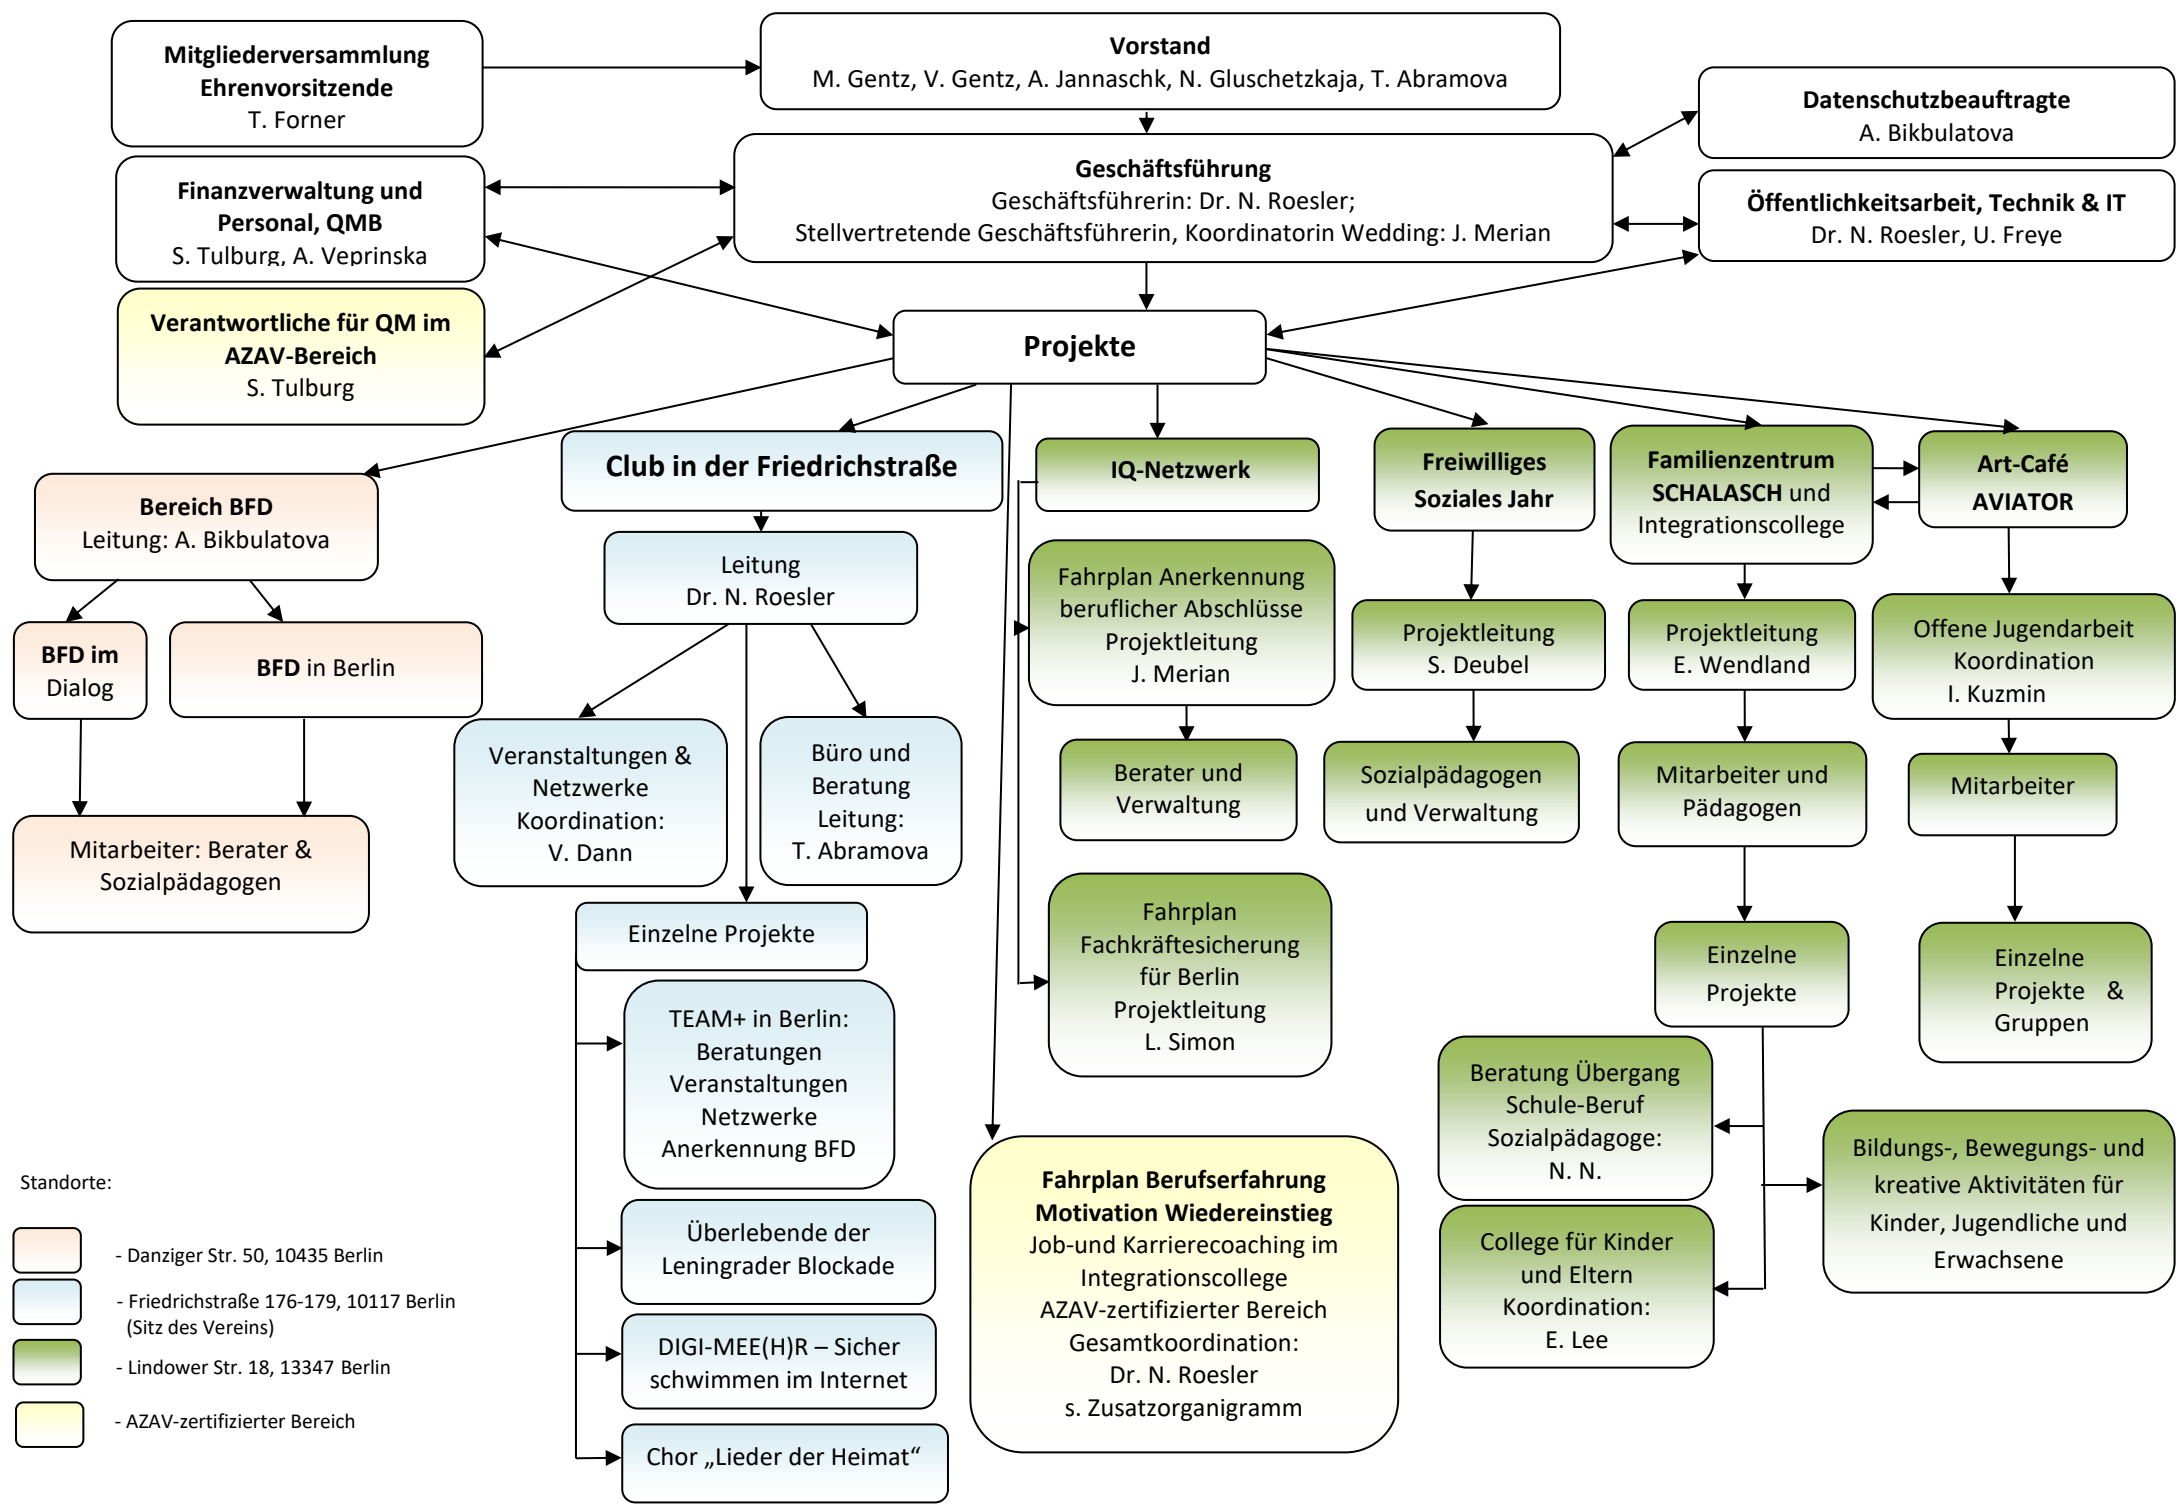 Mitgliederversammlung
Ehrenvorsitzende
T. Forner
Vorstand
M. Gentz, V. Gentz, A. Jannaschk, N. Gluschetzkaja, T. Abramova
Datenschutzbeauftragte
A. Bikbulatova
Finanzverwaltung und
Personal, QMB
S. Tulburg, A. Veprinska
Geschäftsführung
Geschäftsführerin: Dr. N. Roesler;
Stellvertretende Geschäftsführerin, Koordinatorin Wedding: J. Merian
Öffentlichkeitsarbeit, Technik & IT
Dr. N. Roesler, U. Freye
Verantwortliche für QM im
AZAV-Bereich
S. Tulburg
Projekte
Bereich BFD
Leitung: A. Bikbulatova
BFD im
Dialog
BFD in Berlin
Mitarbeiter: Berater &
Sozialpädagogen
Club in der Friedrichstraße
Leitung
Dr. N. Roesler
Veranstaltungen &
Netzwerke
Koordination:
V. Dann
Büro und
Beratung
Leitung:
T. Abramova
Einzelne Projekte
TEAM+ in Berlin:
Beratungen
Veranstaltungen
Netzwerke
Anerkennung BFD
Überlebende der
Leningrader Blockade
DIGI-MEE(H)R – Sicher
schwimmen im Internet
Chor „Lieder der Heimat“
IQ-Netzwerk
Fahrplan Anerkennung
beruflicher Abschlüsse
Projektleitung
J. Merian
Berater und
Verwaltung
Fahrplan
Fachkräftesicherung
für Berlin
Projektleitung
L. Simon
Fahrplan Berufserfahrung
Motivation Wiedereinstieg
Job-und Karrierecoaching im
Integrationscollege
AZAV-zertifizierter Bereich
Gesamtkoordination:
Dr. N. Roesler
s. Zusatzorganigramm
Freiwilliges
Soziales Jahr
Projektleitung
S. Deubel
Sozialpädagogen
und Verwaltung
Familienzentrum
SCHALASCH und
Integrationscollege
Projektleitung
E. Wendland
Mitarbeiter und
Pädagogen
Einzelne
Projekte
Beratung Übergang
Schule-Beruf
Sozialpädagoge:
N. N.
College für Kinder
und Eltern
Koordination:
E. Lee
Bildungs-, Bewegungs- und
kreative Aktivitäten für
Kinder, Jugendliche und
Erwachsene
Art-Café
AVIATOR
Offene Jugendarbeit
Koordination
I. Kuzmin
Mitarbeiter
Einzelne
Projekte &
Gruppen
Standorte:
- Danziger Str. 50, 10435 Berlin
- Friedrichstraße 176-179, 10117 Berlin
(Sitz des Vereins)
- Lindower Str. 18, 13347 Berlin
- AZAV-zertifizierter Bereich